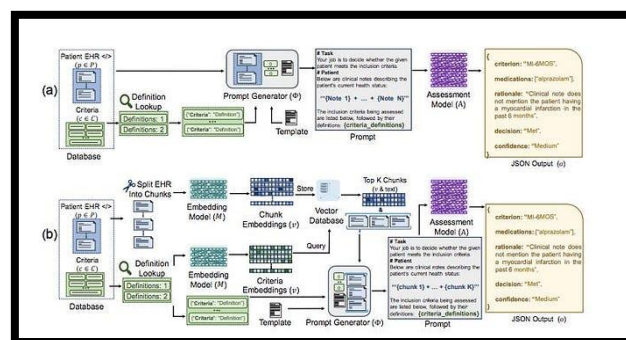 (a)
Patient EHR </>
(p ∈ P)
Criteria
(c ∈ C)
Database
Definition
Lookup
Definitions: 1
Definitions: 2
{"Criteria": "Definition"}
...
{"Criteria": "Definition"}
Prompt Generator (Φ)
Template
# Task
Your job is to decide whether the given
patient meets the inclusion criteria.
# Patient
Below are clinical notes describing the
patient's current health status:
"'{Note 1} + ... + {Note N}'"
The inclusion criteria being assessed
are listed below, followed by their
definitions: {criteria_definitions}
Prompt
Assessment
Model (A)
{
criterion: "MI-6MOS",
medications: ["alprazolam"],
rationale: "Clinical note does
not mention the patient having
a myocardial infarction in the
past 6 months",
decision: "Met",
confidence: "Medium"
}
JSON Output (o)
(b)
Patient EHR </>
(p ∈ P)
Criteria
(c ∈ C)
Database
Split EHR
Into Chunks
Embedding
Model (M)
Chunk
Embeddings (v)
Store
Vector
Database
Top K Chunks
(v & text)
&
Query
Definition
Lookup
Definitions: 1
Definitions: 2
Embedding
Model (M)
Criteria
Embeddings (v)
{"Criteria": "Definition"}
...
{"Criteria": "Definition"}
Template
Prompt Generator (Φ)
# Task
Your job is to decide whether the given
patient meets the inclusion criteria.
# Patient
Below are clinical notes describing the
patient's current health status:
"'{chunk 1} + ... + {chunk K}'"
The inclusion criteria being assessed
are listed below, followed by their
definitions: {criteria_definitions}
Prompt
Assessment
Model (A)
{
criterion: "MI-6MOS",
medications: ["alprazolam"],
rationale: "Clinical note does
not mention the patient having
a myocardial infarction in the
past 6 months",
decision: "Met",
confidence: "Medium"
}
JSON Output (o)